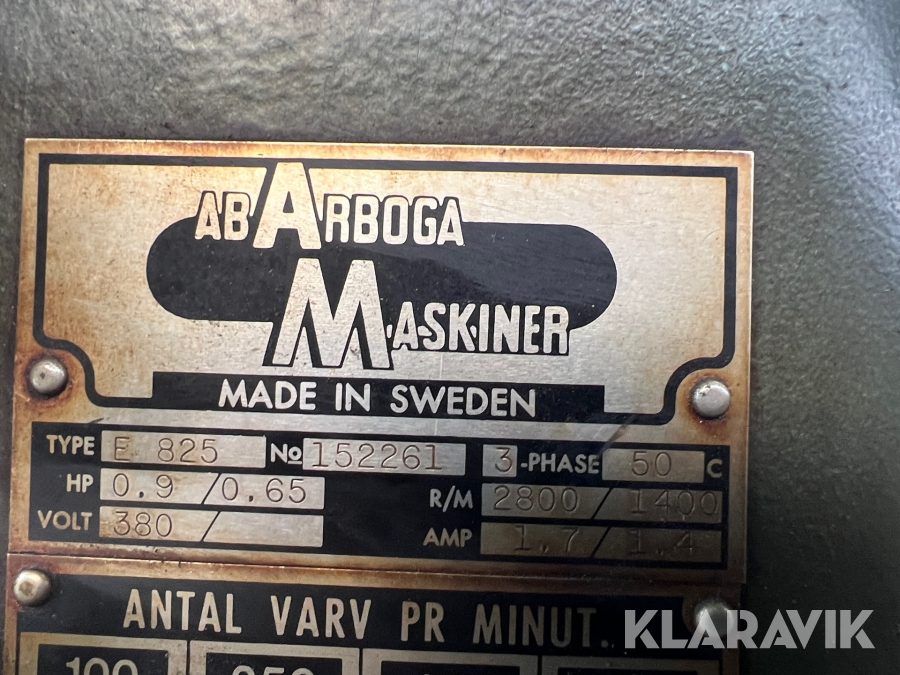 AB ARBOGA
MASKINER
MADE IN SWEDEN
TYPE E 825 No 152261 3-PHASE 50 C
HP 0.9 / 0.65 R/M 2800 / 1400
VOLT 380 / AMP 1.7 / 1.4
ANTAL VARV PR MINUT.
KLARAVIK